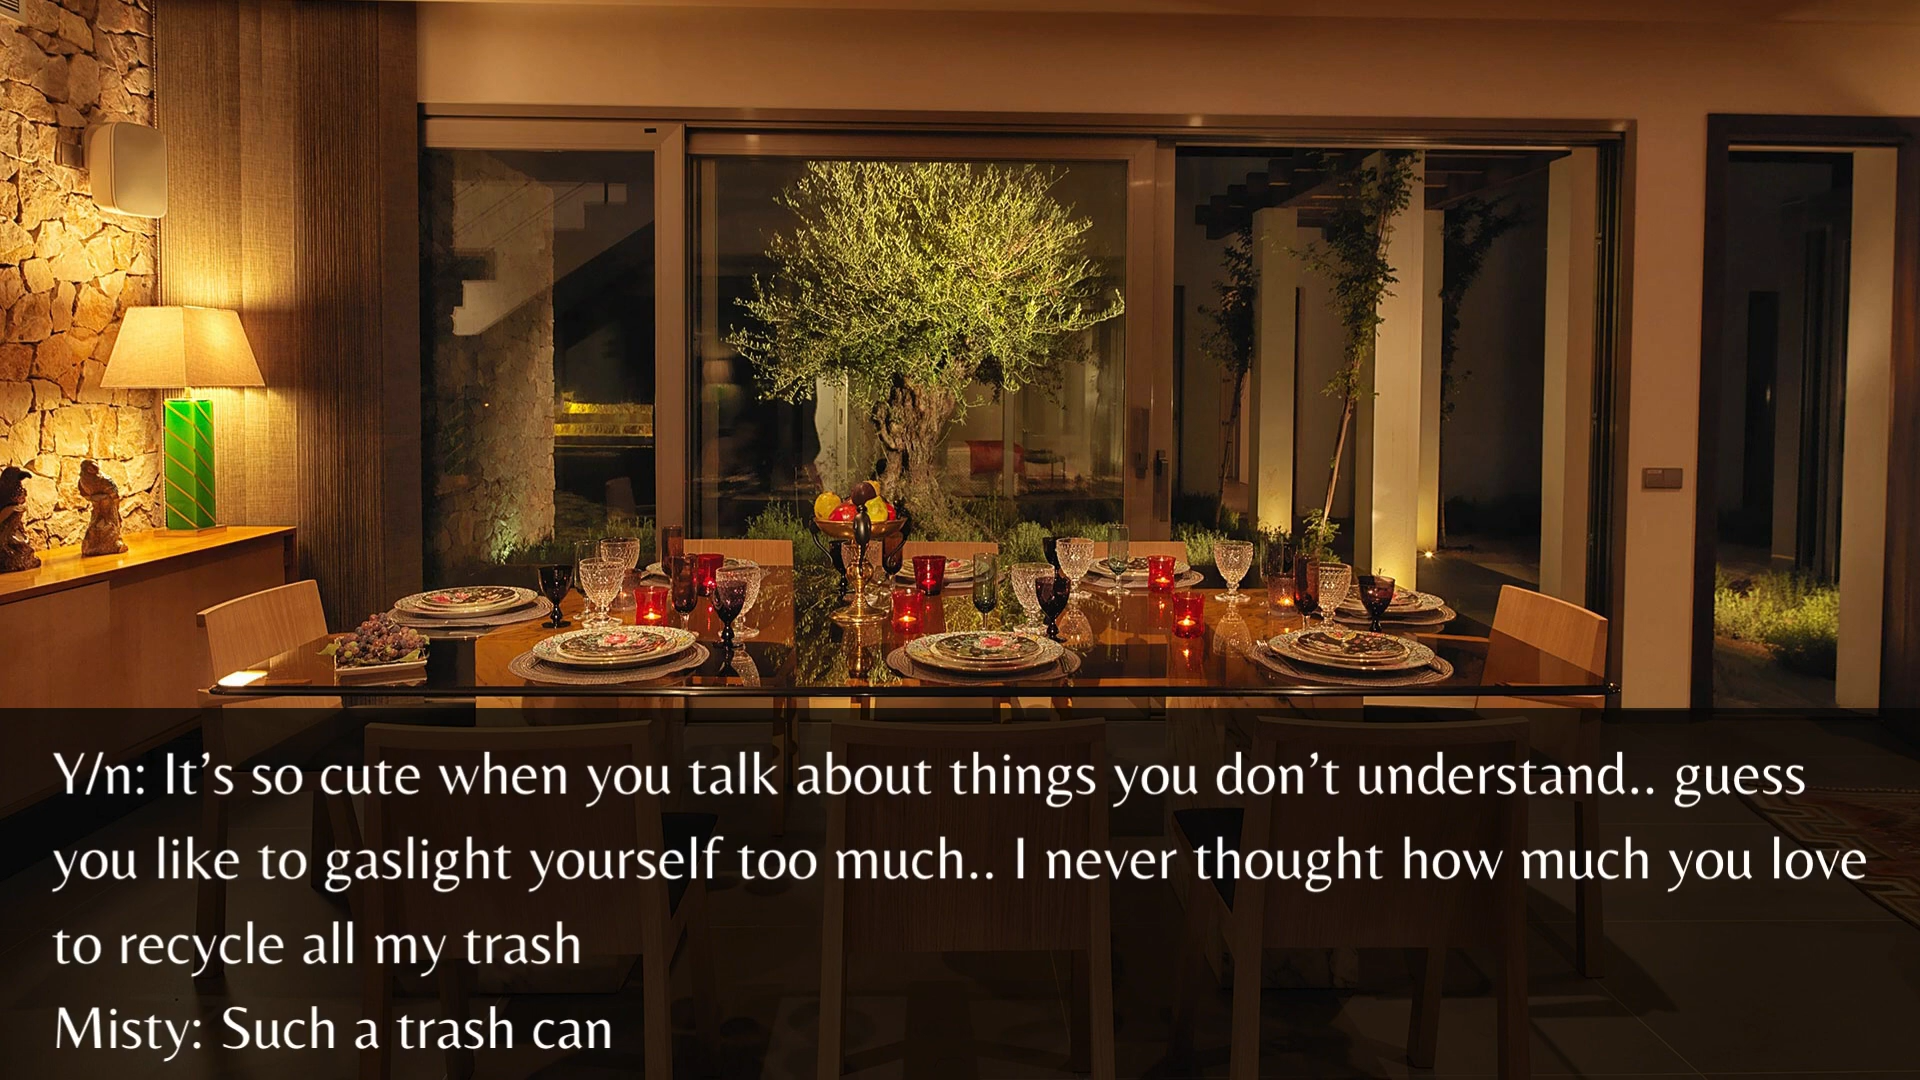 Y/n: It’s so cute when you talk about things you don’t understand.. guess
you like to gaslight yourself too much.. I never thought how much you love
to recycle all my trash
Misty: Such a trash can